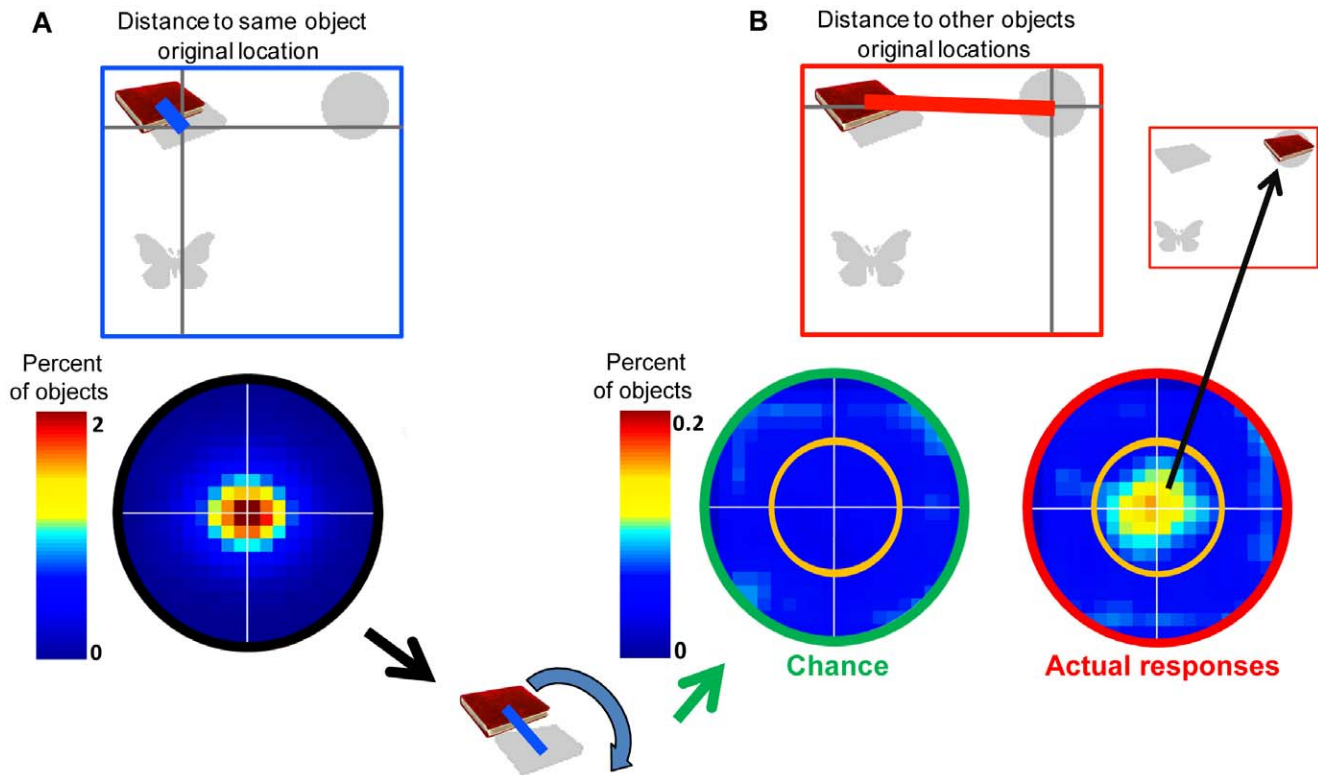 A
Distance to same object
original location
B
Distance to other objects
original locations
Percent
of objects
2
0
Percent
of objects
0.2
0
Chance
Actual responses